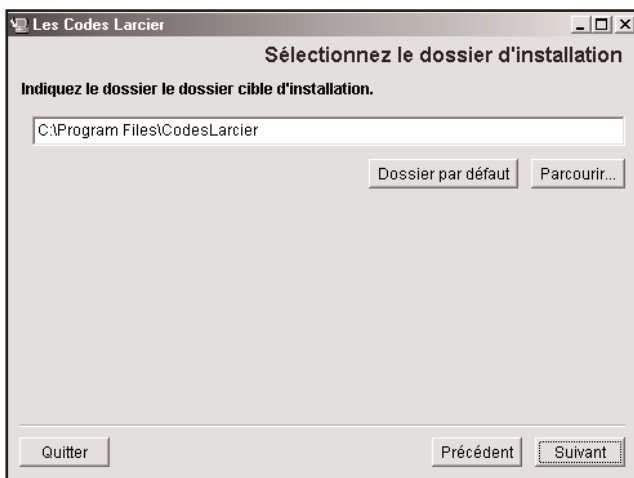 Les Codes Larcier
Sélectionnez le dossier d'installation
Indiquez le dossier le dossier cible d'installation.
C:\Program Files\CodesLarcier
Dossier par défaut Parcourir...
Quitter Précédent Suivant